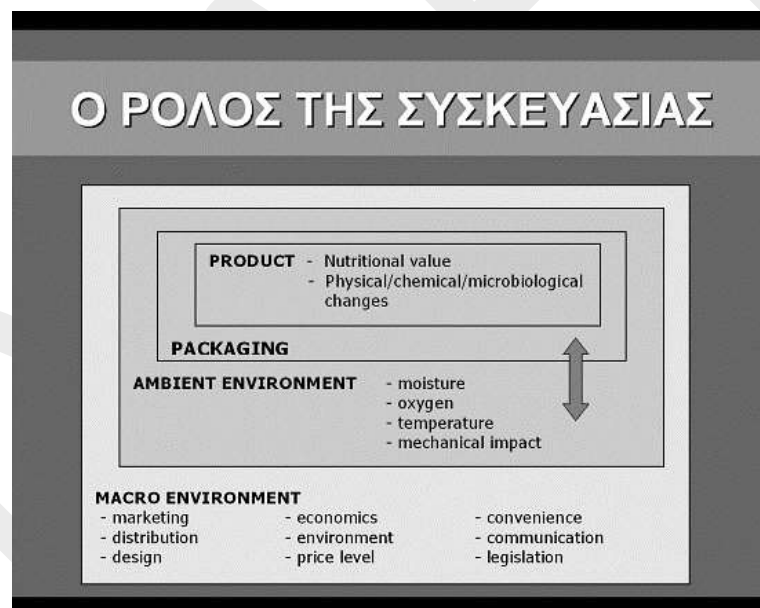 Ο ΡΟΛΟΣ ΤΗΣ ΣΥΣΚΕΥΑΣΙΑΣ
PRODUCT - Nutritional value
- Physical/chemical/microbiological
changes
PACKAGING
AMBIENT ENVIRONMENT - moisture
- oxygen
- temperature
- mechanical impact
MACRO ENVIRONMENT
- marketing - economics - convenience
- distribution - environment - communication
- design - price level - legislation